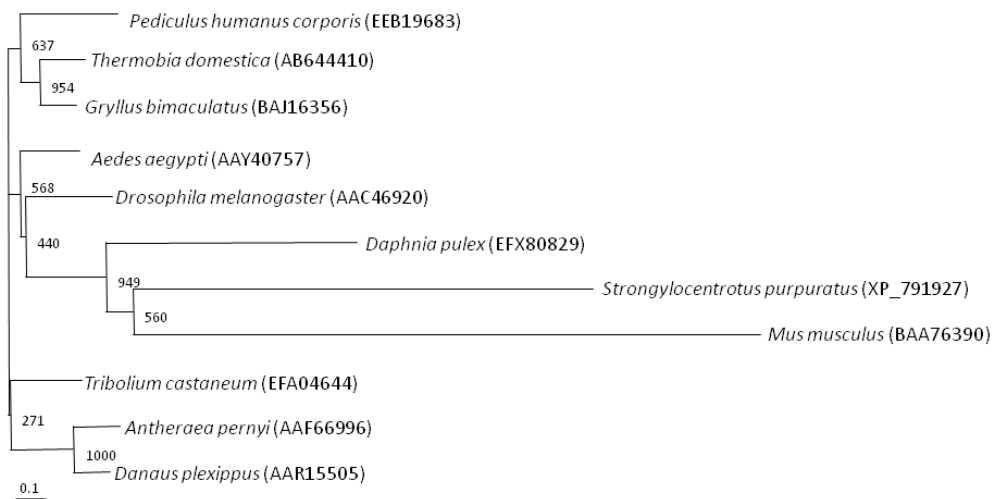 Pediculus humanus corporis (EEB19683)
637
Thermobia domestica (AB644410)
954
Gryllus bimaculatus (BAJ16356)
Aedes aegypti (AAY40757)
568
Drosophila melanogaster (AAC46920)
440
Daphnia pulex (EFX80829)
949
Strongylocentrotus purpuratus (XP_791927)
560
Mus musculus (BAA76390)
Tribolium castaneum (EFA04644)
271
Antheraea pernyi (AAF66996)
1000
Danaus plexippus (AAR15505)
0.1